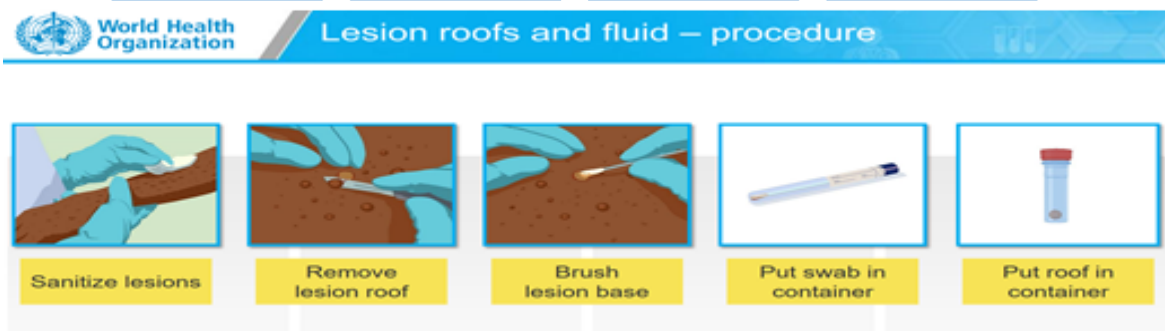 World Health
Organization
Lesion roofs and fluid – procedure
Sanitize lesions
Remove
lesion roof
Brush
lesion base
Put swab in
container
Put roof in
container